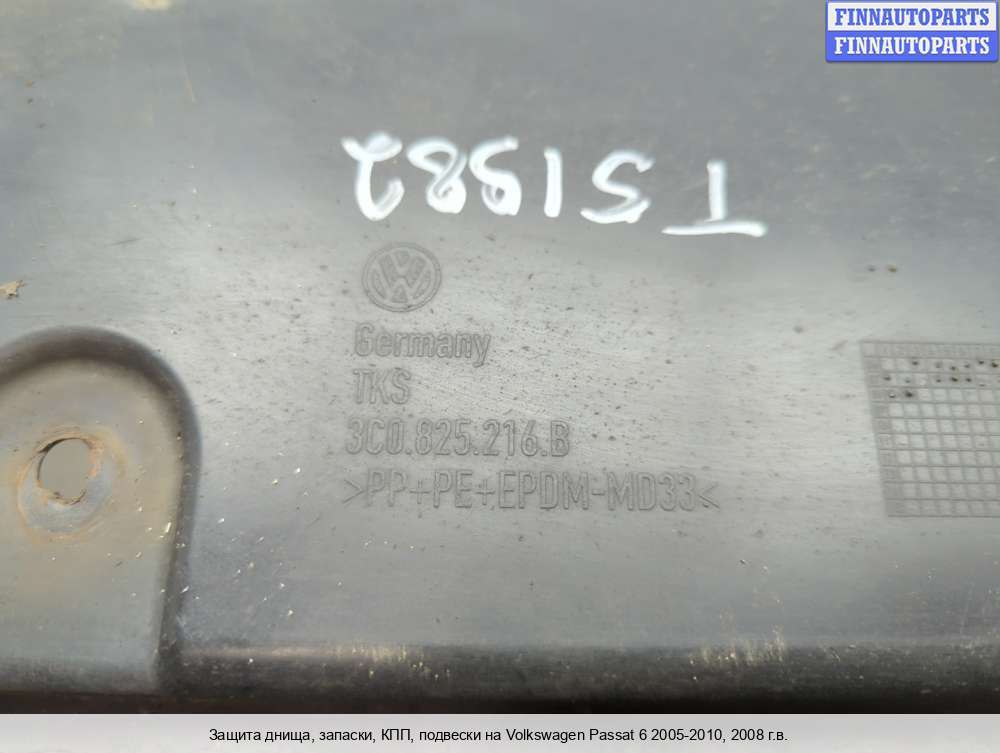 FINNAUTOPARTS
FINNAUTOPARTS
Germany
TKS
3C0.825.216.B
>PP+PE+EPDM-MD33<
Защита днища, запаски, КПП, подвески на Volkswagen Passat 6 2005-2010, 2008 г.в.